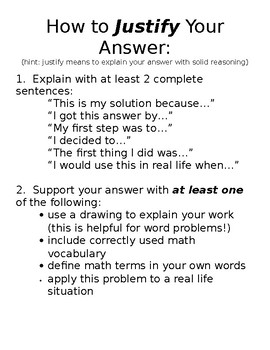 How to Justify Your
Answer:
(hint: justify means to explain your answer with solid reasoning)
1. Explain with at least 2 complete
sentences:
“This is my solution because…”
“I got this answer by…”
“My first step was to…”
“I decided to…”
“The first thing I did was…”
“I would use this in real life when…”
2. Support your answer with at least one
of the following:
• use a drawing to explain your work
(this is helpful for word problems!)
• include correctly used math
vocabulary
• define math terms in your own words
• apply this problem to a real life
situation